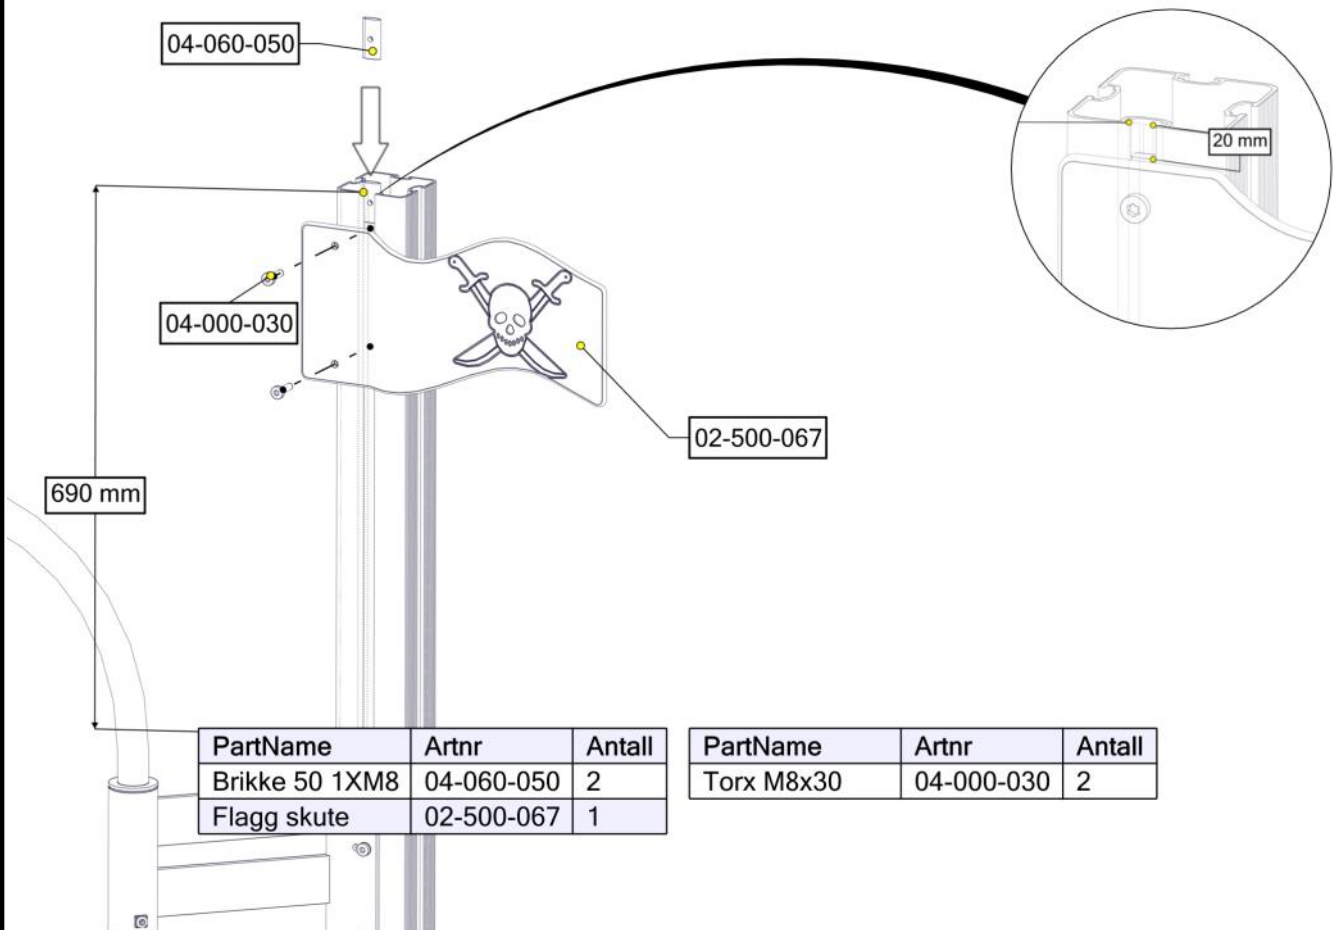 04-060-050
20 mm
04-000-030
02-500-067
690 mm
PartName Artnr Antall
Brikke 50 1XM8 04-060-050 2
Flagg skute 02-500-067 1
PartName Artnr Antall
Torx M8x30 04-000-030 2